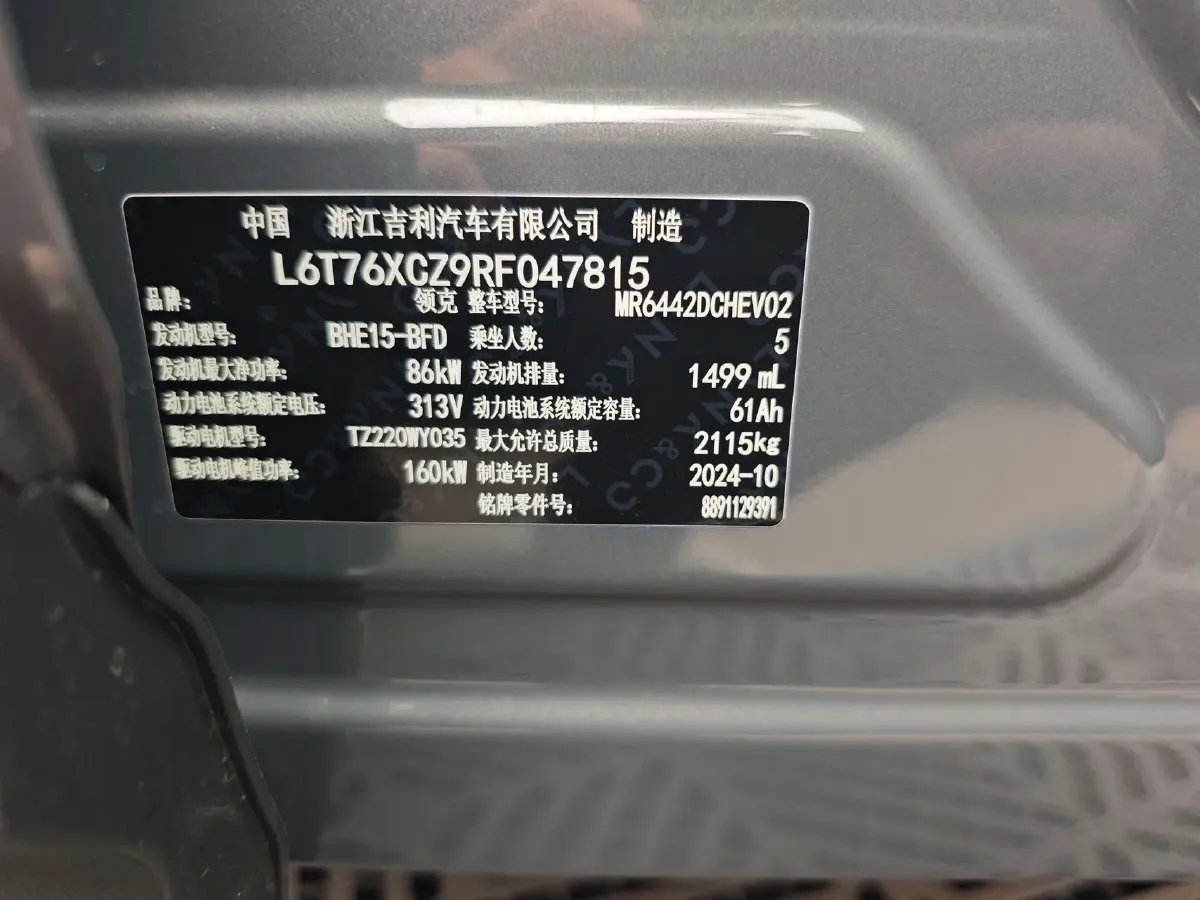 中国 浙江吉利汽车有限公司 制造
L6T76XCZ9RF047815
品牌: 领克 整车型号: MR6442DCHEV02
发动机型号: BHE15-BFD 乘坐人数: 5
发动机最大净功率: 86kW 发动机排量: 1499 mL
动力电池系统额定电压: 313V 动力电池系统额定容量: 61Ah
驱动电机型号: TZ220WY035 最大允许总质量: 2115kg
驱动电机峰值功率: 160kW 制造年月: 2024-10
铭牌零件号: 8891129391